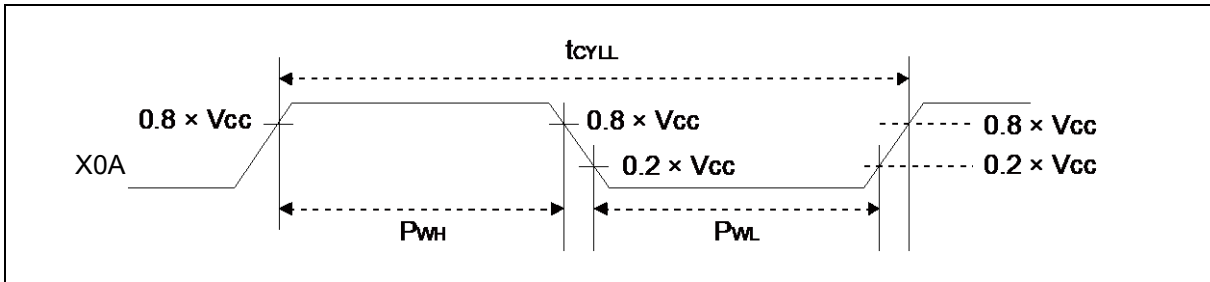 tCYLL
0.8 × Vcc
0.8 × Vcc
0.8 × Vcc
X0A
0.2 × Vcc
0.2 × Vcc
PWH
PWL